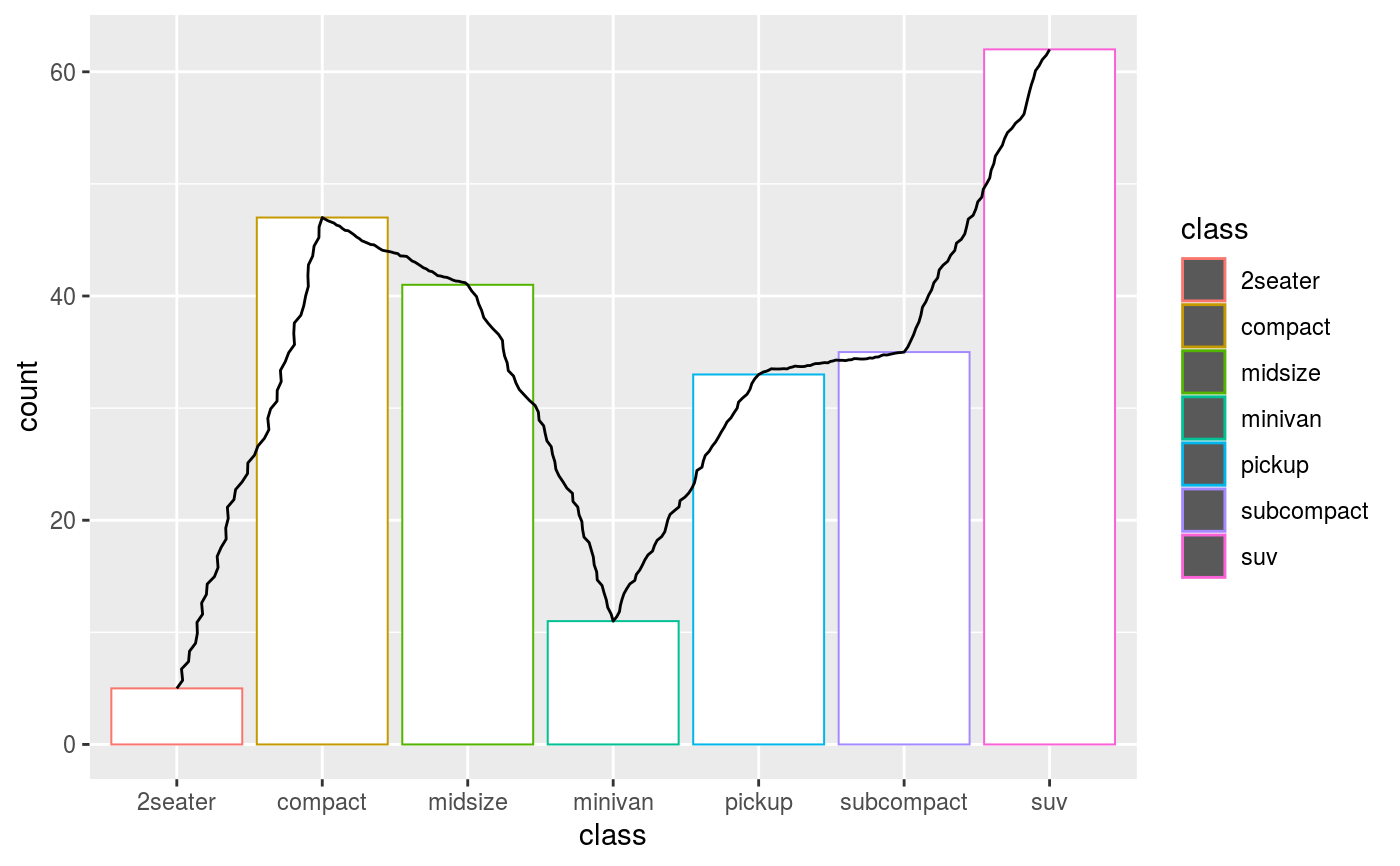 60
40
20
0
count
2seater compact midsize minivan pickup subcompact suv
class
class
2seater
compact
midsize
minivan
pickup
subcompact
suv